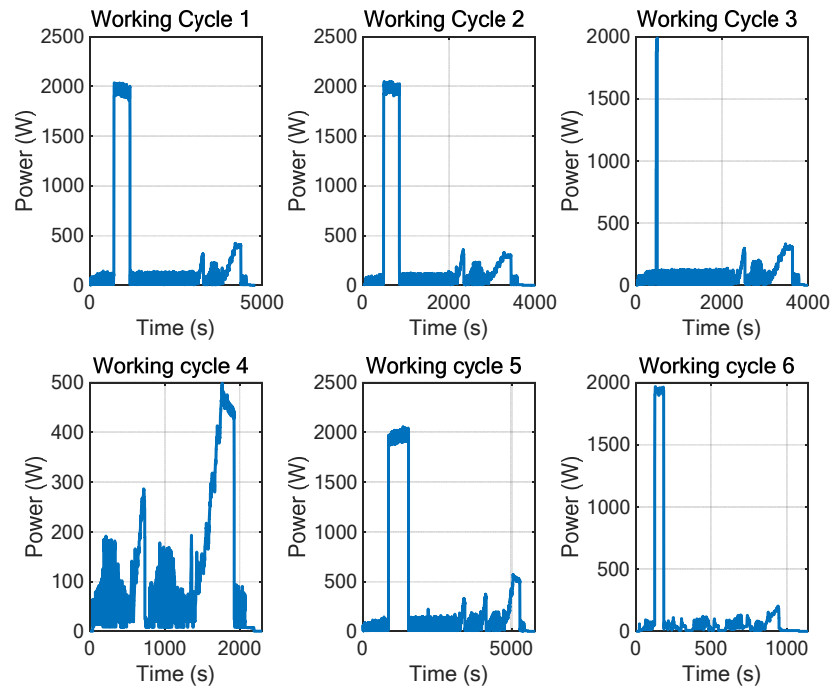 Working Cycle 1
Working Cycle 2
Working Cycle 3
2500
2000
1500
1000
500
0
Power (W)
0
5000
Time (s)
2500
2000
1500
1000
500
0
Power (W)
0
2000
4000
Time (s)
2000
1500
1000
500
0
Power (W)
0
2000
4000
Time (s)
Working cycle 4
Working cycle 5
Working cycle 6
500
400
300
200
100
0
Power (W)
0
1000
2000
Time (s)
2500
2000
1500
1000
500
0
Power (W)
0
5000
Time (s)
2000
1500
1000
500
0
Power (W)
0
500
1000
Time (s)